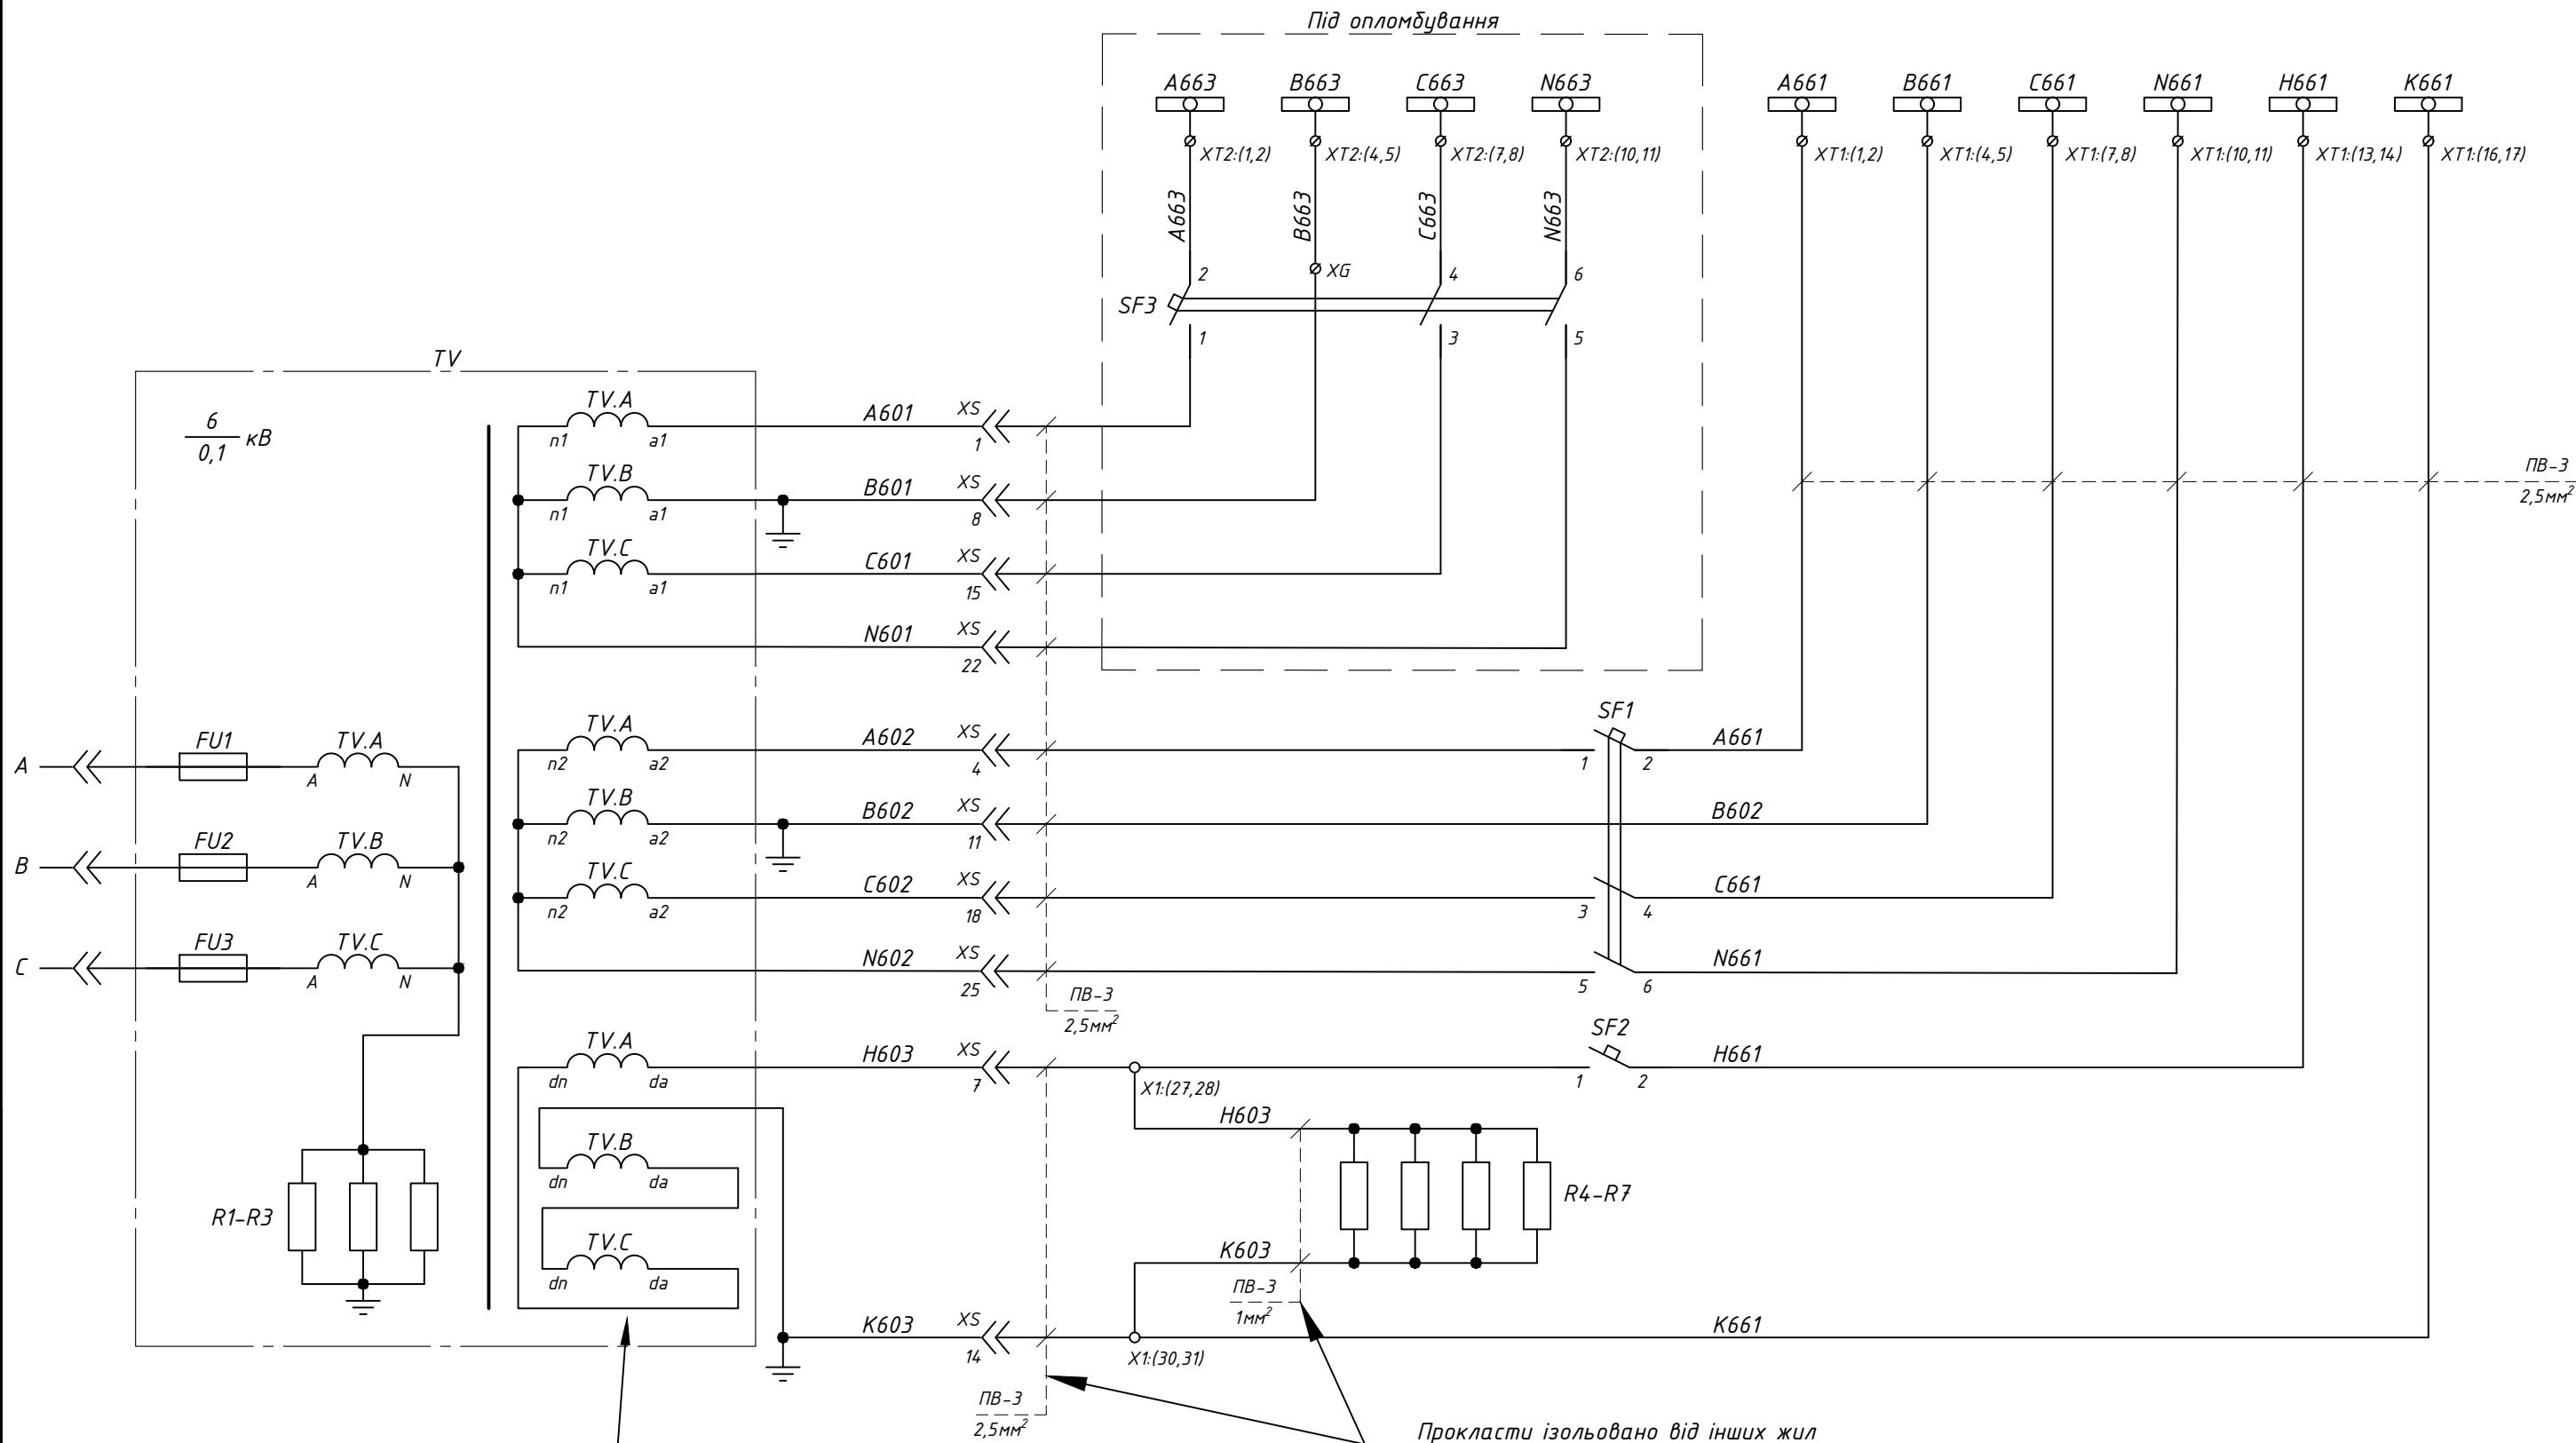 Під опломбування
A663 B663 C663 N663 A661 B661 C661 N661 H661 K661
XT2:(1,2) XT2:(4,5) XT2:(7,8) XT2:(10,11) XT1:(1,2) XT1:(4,5) XT1:(7,8) XT1:(10,11) XT1:(13,14) XT1:(16,17)
A663 B663 C663 N663
2 XG 4 6
SF3
1 3 5
TV
6
0,1 кВ
TV.A A601 XS
n1 a1 1
TV.B B601 XS
n1 a1 8
TV.C C601 XS
n1 a1 15
N601 XS
22
ПВ-3
2,5мм²
SF1
TV.A A602 XS A661
n2 a2 4 1 2
TV.B B602 XS B602
n2 a2 11
TV.C C602 XS C661
n2 a2 18 3 4
N602 XS N661
25 5 6
ПВ-3
2,5мм²
A FU1 TV.A
A N
B FU2 TV.B
A N
C FU3 TV.C
A N
SF2
TV.A H603 XS H661
dn da 7 1 2
X1:(27,28)
H603
TV.B
dn da
R1-R3 R4-R7
TV.C K603
dn da
ПВ-3
1мм²
K603 XS K661
14 X1:(30,31)
ПВ-3
2,5мм²
Прокласти ізольовано від інших жил